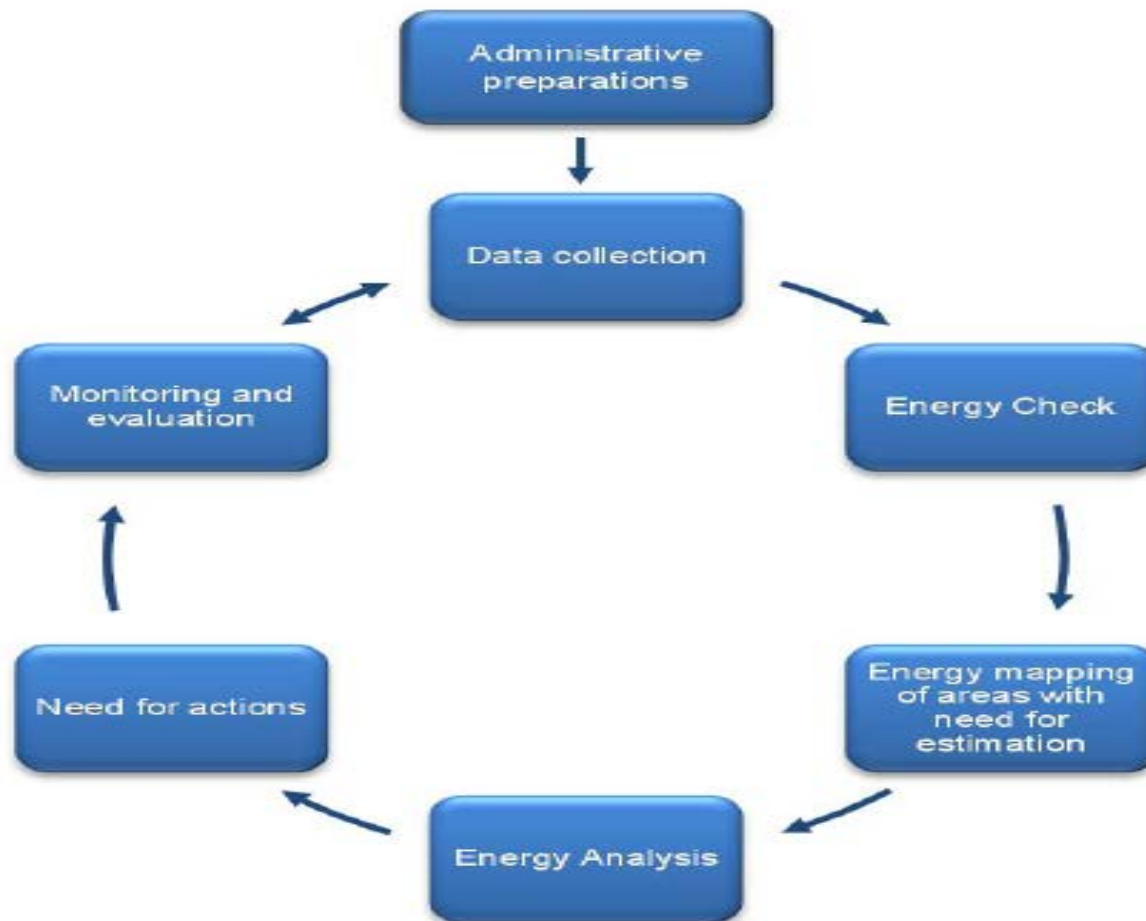 Administrative
preparations
Data collection
Energy Check
Energy mapping
of areas with
need for
estimation
Energy Analysis
Need for actions
Monitoring and
evaluation